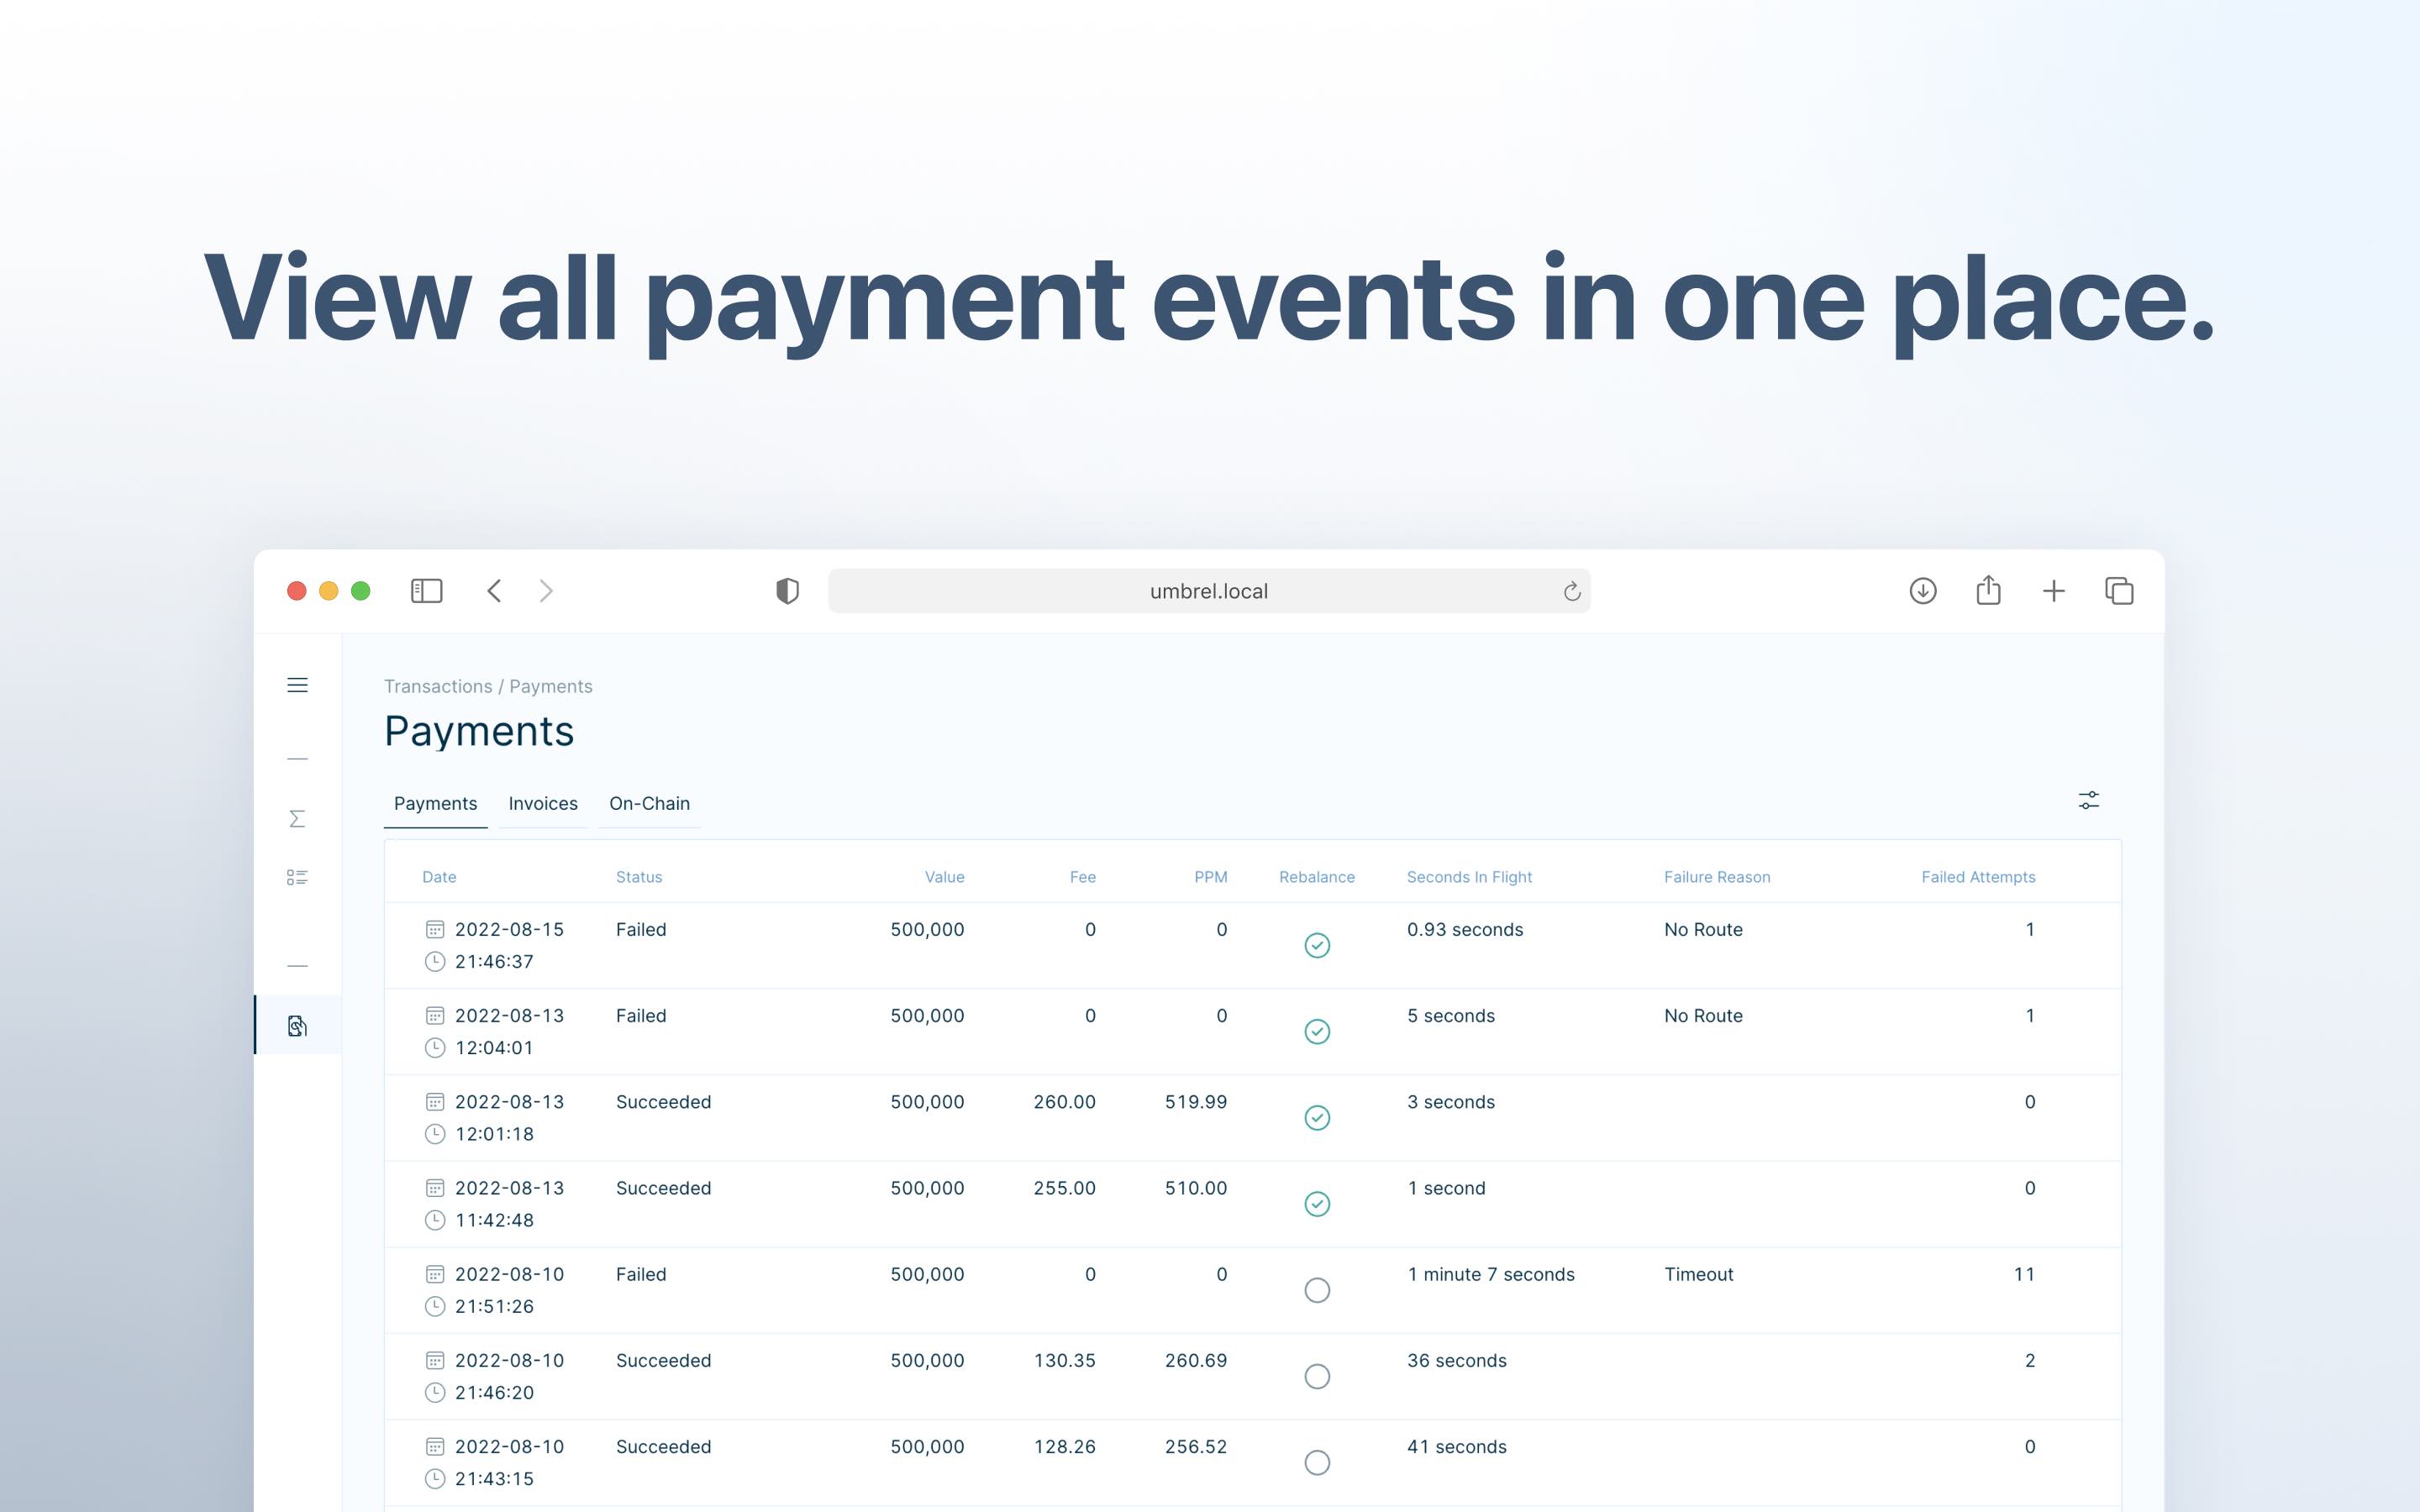 View all payment events in one place.
umbrel.local
Transactions / Payments
Payments
Payments Invoices On-Chain
Date Status Value Fee PPM Rebalance Seconds In Flight Failure Reason Failed Attempts
2022-08-15 Failed 500,000 0 0 0.93 seconds No Route 1
21:46:37
2022-08-13 Failed 500,000 0 0 5 seconds No Route 1
12:04:01
2022-08-13 Succeeded 500,000 260.00 519.99 3 seconds 0
12:01:18
2022-08-13 Succeeded 500,000 255.00 510.00 1 second 0
11:42:48
2022-08-10 Failed 500,000 0 0 1 minute 7 seconds Timeout 11
21:51:26
2022-08-10 Succeeded 500,000 130.35 260.69 36 seconds 2
21:46:20
2022-08-10 Succeeded 500,000 128.26 256.52 41 seconds 0
21:43:15